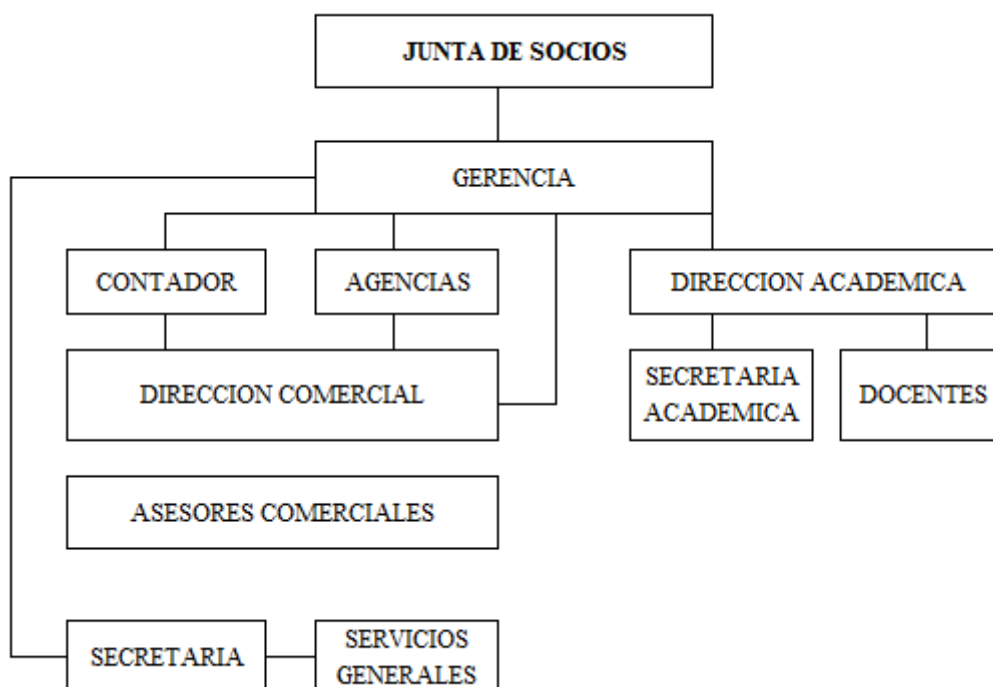 JUNTA DE SOCIOS
GERENCIA
CONTADOR
AGENCIAS
DIRECCION ACADEMICA
DIRECCION COMERCIAL
SECRETARIA
ACADEMICA
DOCENTES
ASESORES COMERCIALES
SECRETARIA
SERVICIOS
GENERALES